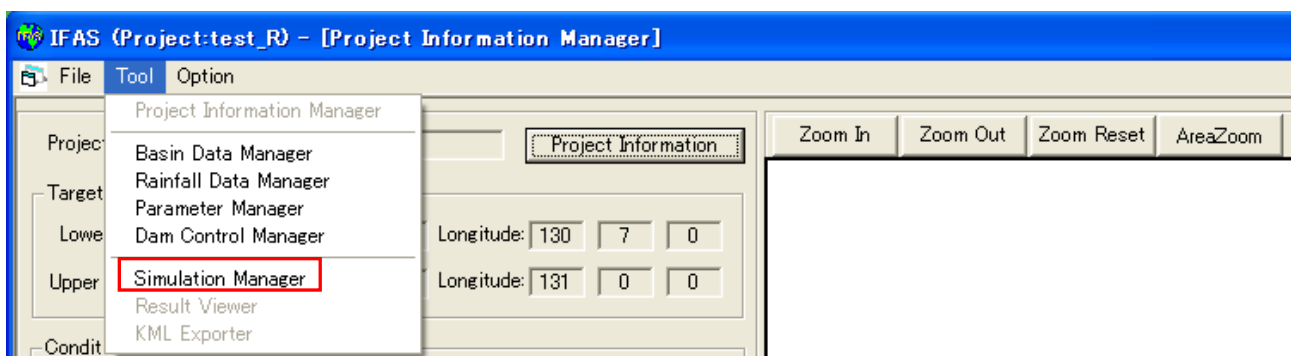 IFAS (Project:test_R) - [Project Information Manager]
File Tool Option
Project Information Manager
Basin Data Manager
Rainfall Data Manager
Parameter Manager
Dam Control Manager
Simulation Manager
Result Viewer
KML Exporter
Projec
Project Information
Target
Lowe
Longitude: 130 7 0
Upper
Longitude: 131 0 0
Condit
Zoom In Zoom Out Zoom Reset AreaZoom